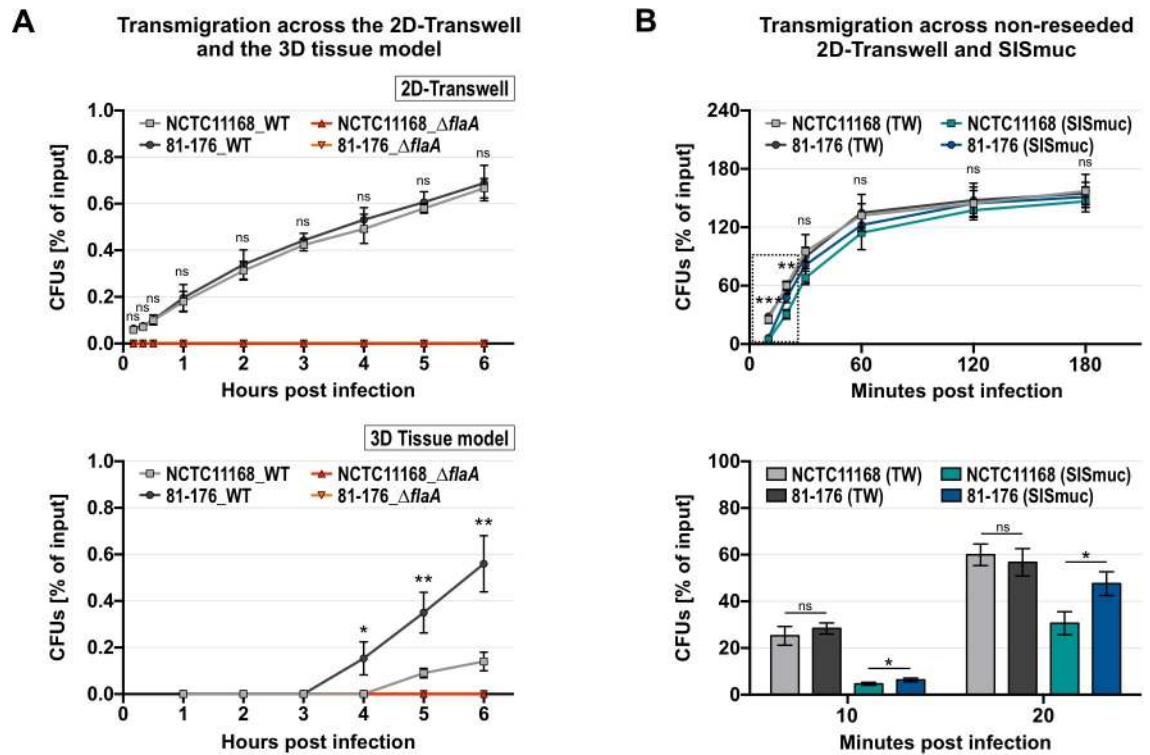 A
Transmigration across the 2D-Transwell
and the 3D tissue model
2D-Transwell
NCTC11168_WT
NCTC11168_ΔflaA
81-176_WT
81-176_ΔflaA
CFUs [% of input]
1.0
0.8
0.6
0.4
0.2
0.0
ns
ns
ns
ns
ns
ns
ns
ns
ns
0
1
2
3
4
5
6
Hours post infection
3D Tissue model
NCTC11168_WT
NCTC11168_ΔflaA
81-176_WT
81-176_ΔflaA
CFUs [% of input]
1.0
0.8
0.6
0.4
0.2
0.0
*
**
**
0
1
2
3
4
5
6
Hours post infection
B
Transmigration across non-reseeded
2D-Transwell and SISmuc
NCTC11168 (TW)
NCTC11168 (SISmuc)
81-176 (TW)
81-176 (SISmuc)
CFUs [% of input]
240
180
120
60
0
***
**
ns
ns
ns
ns
0
60
120
180
Minutes post infection
NCTC11168 (TW)
NCTC11168 (SISmuc)
81-176 (TW)
81-176 (SISmuc)
CFUs [% of input]
100
80
60
40
20
0
ns
*
ns
*
10
20
Minutes post infection